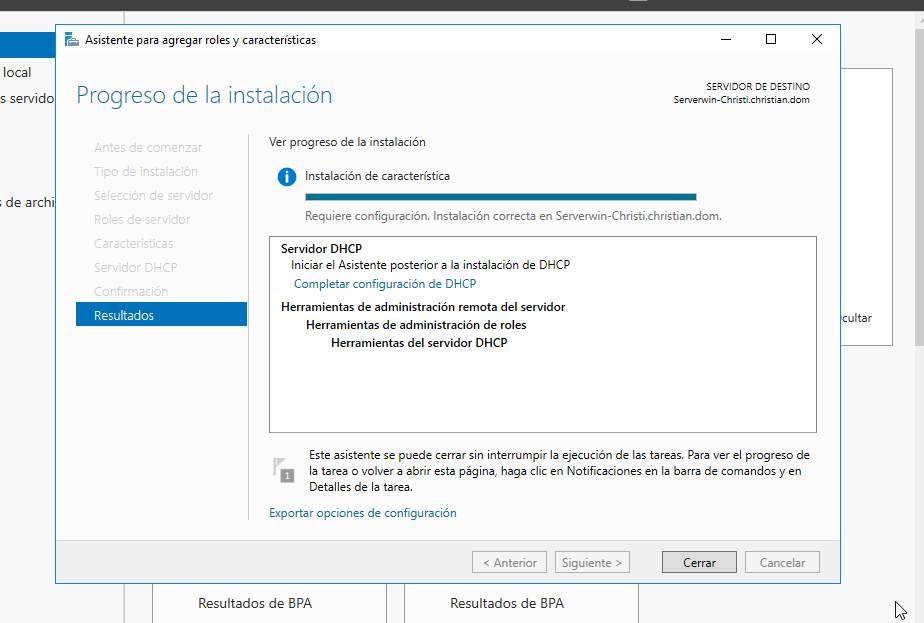 Asistente para agregar roles y características
local
s servido
Progreso de la instalación
SERVIDOR DE DESTINO
Serverwin-Christi.christian.dom
Antes de comenzar
Tipo de instalación
Selección de servidor
s de archi
Roles de servidor
Características
Servidor DHCP
Confirmación
Resultados
Ver progreso de la instalación
Instalación de característica
Requiere configuración. Instalación correcta en Serverwin-Christi.christian.dom.
Servidor DHCP
Iniciar el Asistente posterior a la instalación de DHCP
Completar configuración de DHCP
Herramientas de administración remota del servidor
Herramientas de administración de roles
Herramientas del servidor DHCP
cultar
1
Este asistente se puede cerrar sin interrumpir la ejecución de las tareas. Para ver el progreso de
la tarea o volver a abrir esta página, haga clic en Notificaciones en la barra de comandos y en
Detalles de la tarea.
Exportar opciones de configuración
< Anterior
Siguiente >
Cerrar
Cancelar
Resultados de BPA
Resultados de BPA